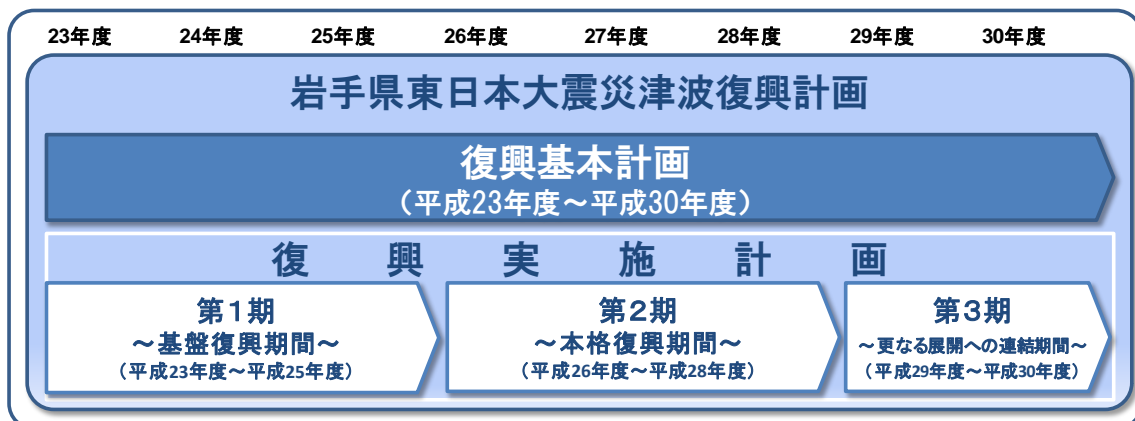 23年度 24年度 25年度 26年度 27年度 28年度 29年度 30年度
岩手県東日本大震災津波復興計画
復興基本計画
（平成23年度～平成30年度）
復興実施計画
第１期
～基盤復興期間～
（平成23年度～平成25年度）
第２期
～本格復興期間～
（平成26年度～平成28年度）
第３期
～更なる展開への連結期間～
（平成29年度～平成30年度）